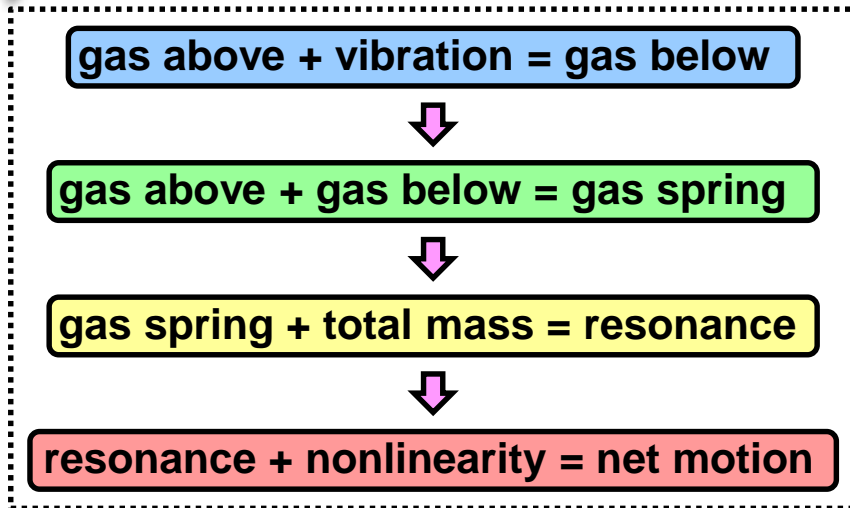 gas above + vibration = gas below
gas above + gas below = gas spring
gas spring + total mass = resonance
resonance + nonlinearity = net motion